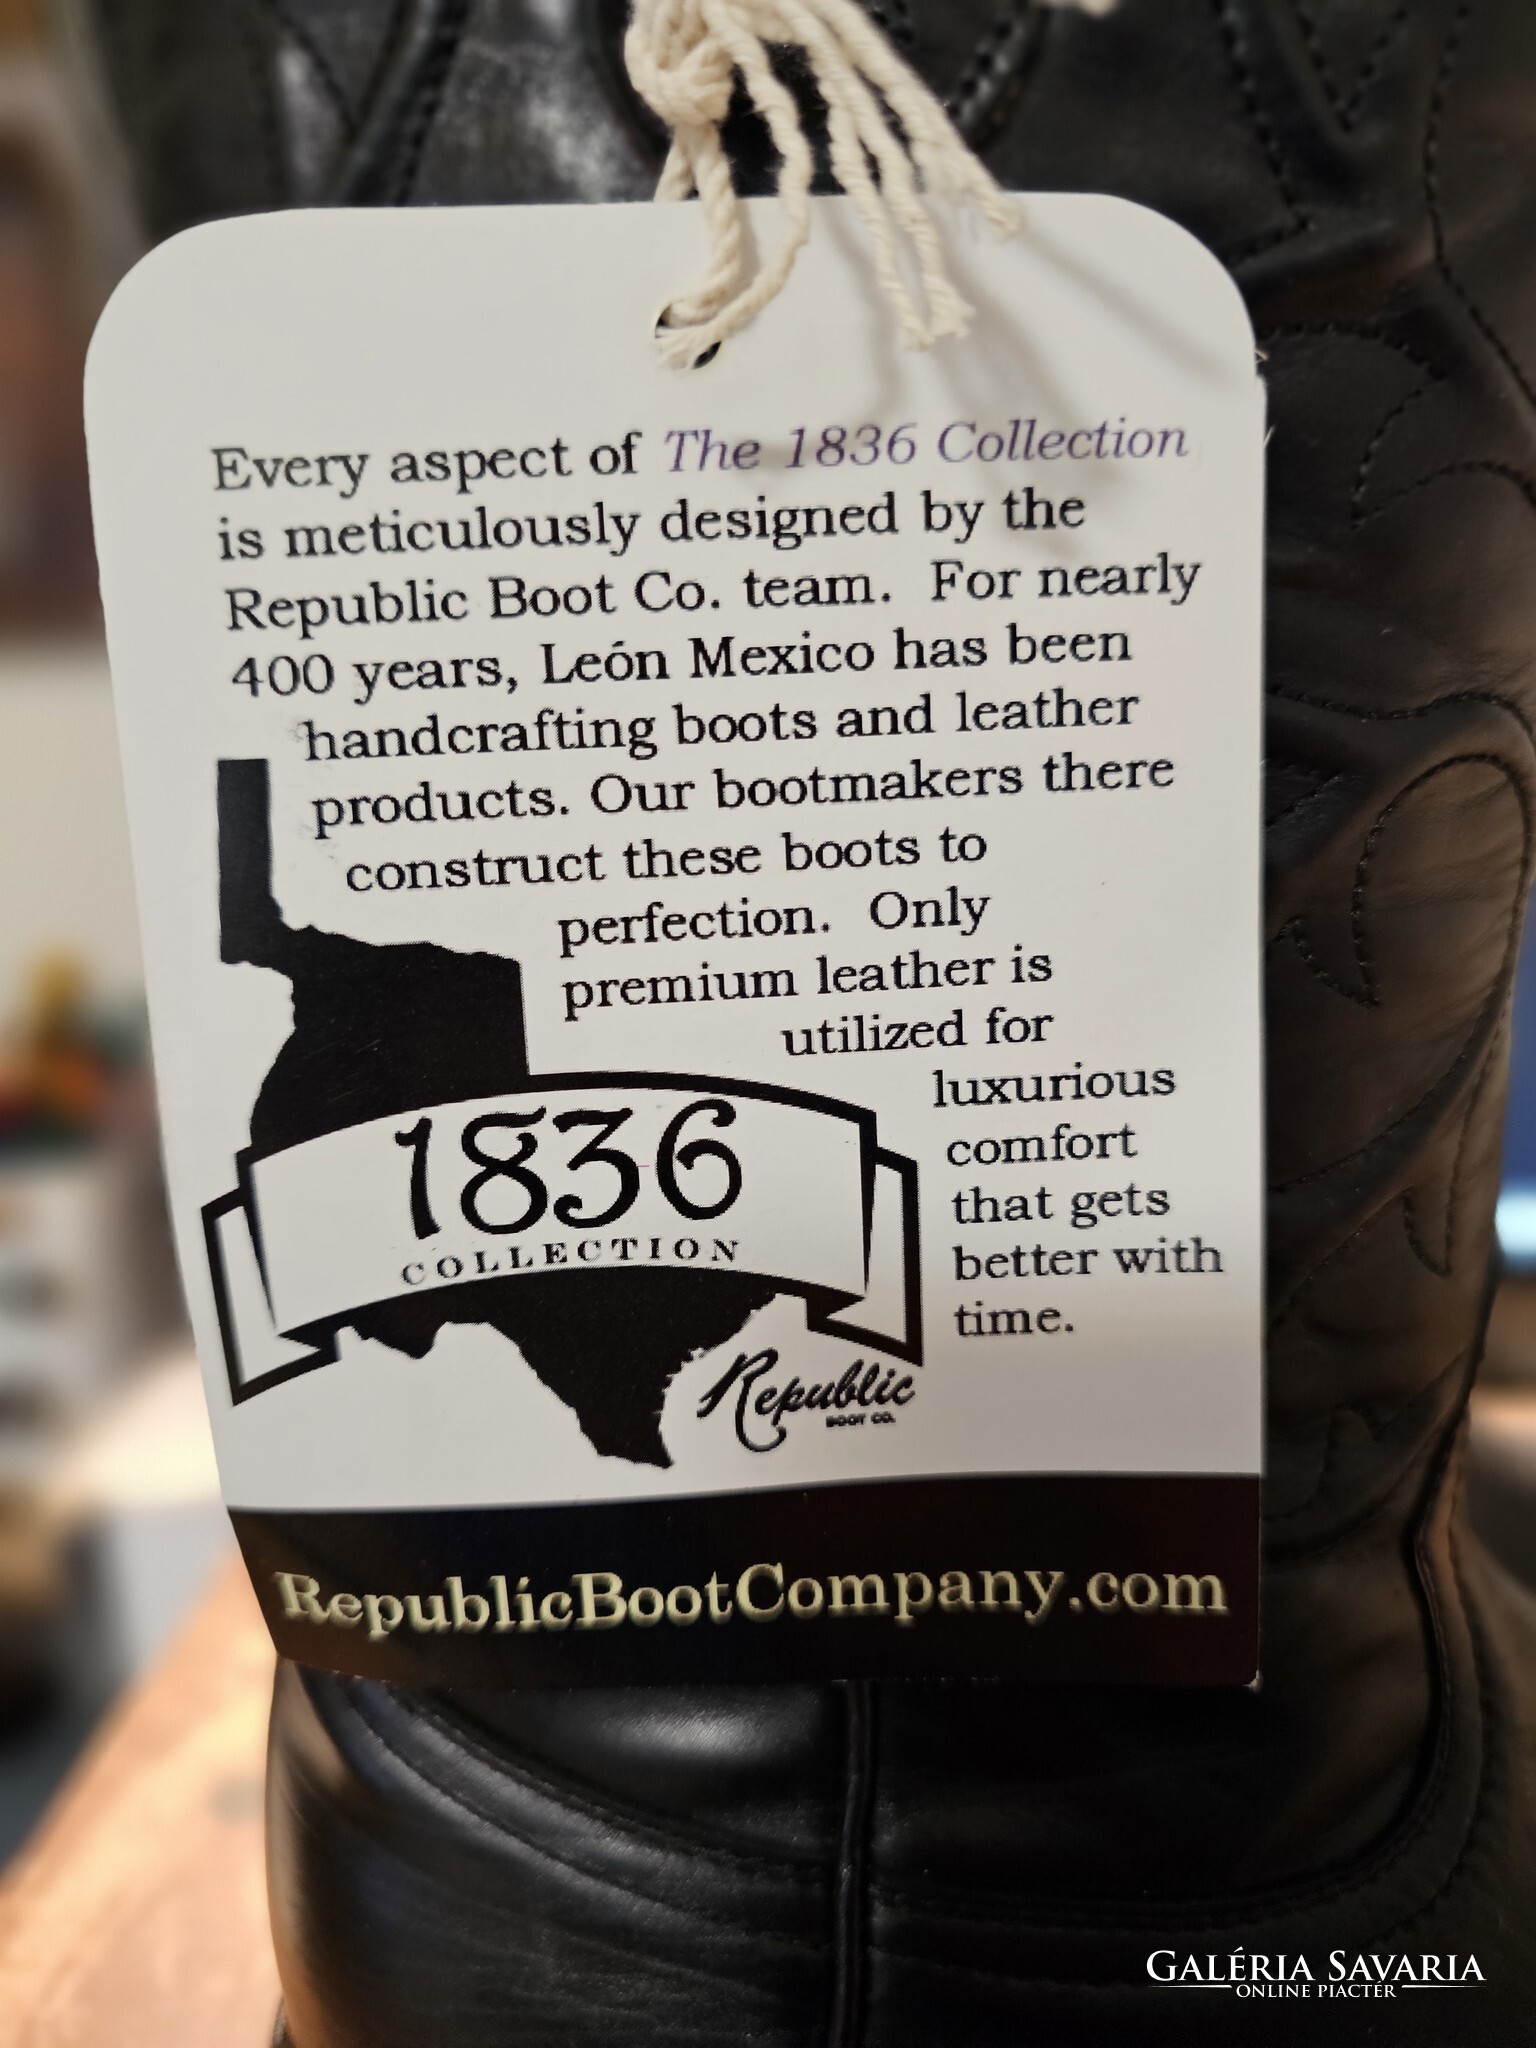 Every aspect of The 1836 Collection
is meticulously designed by the
Republic Boot Co. team. For nearly
400 years, León Mexico has been
handcrafting boots and leather
products. Our bootmakers there
construct these boots to
perfection. Only
premium leather is
utilized for
luxurious
comfort
that gets
better with
time.
1836
COLLECTION
Republic
BOOT CO.
RepublicBootCompany.com
GALÉRIA SAVARIA
ONLINE PIACTÉR